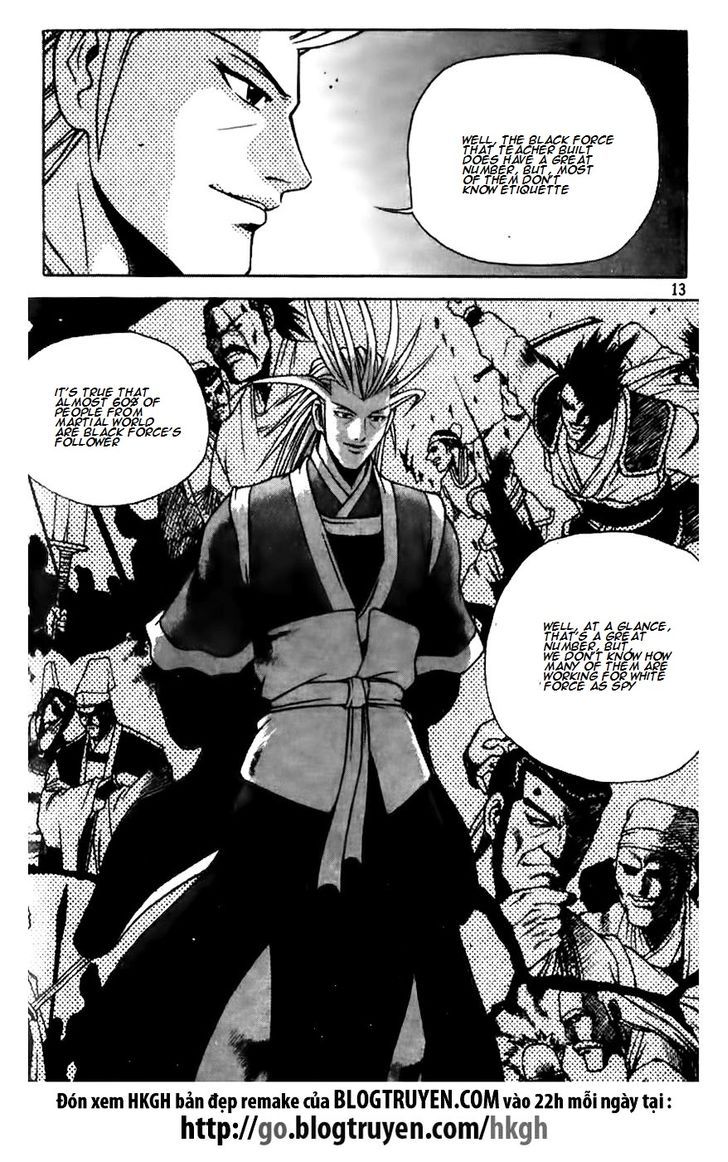 WELL, THE BLACK FORCE
THAT TEACHER BUILT
DOES HAVE A GREAT
NUMBER, BUT, MOST
OF THEM DON'T
KNOW ETIQUETTE
13
IT'S TRUE THAT
ALMOST 60% OF
PEOPLE FROM
MARTIAL WORLD
ARE BLACK FORCE'S
FOLLOWER
WELL, AT A GLANCE,
THAT'S A GREAT
NUMBER, BUT
WE DON'T KNOW HOW
MANY OF THEM ARE
WORKING FOR WHITE
FORCE AS SPY
Đón xem HKGH bản đẹp remake của BLOGTRUYEN.COM vào 22h mỗi ngày tại :
http://go.blogtruyen.com/hkgh